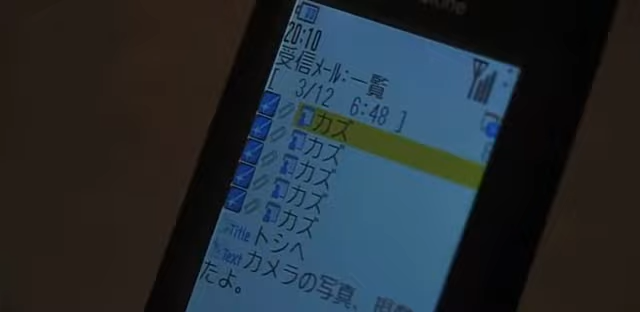 20:10
受信メール:一覧
[ 3/12 6:48 ]
カズ
カズ
カズ
カズ
カズ
Title トシへ
Text カメラの写真、
たよ。